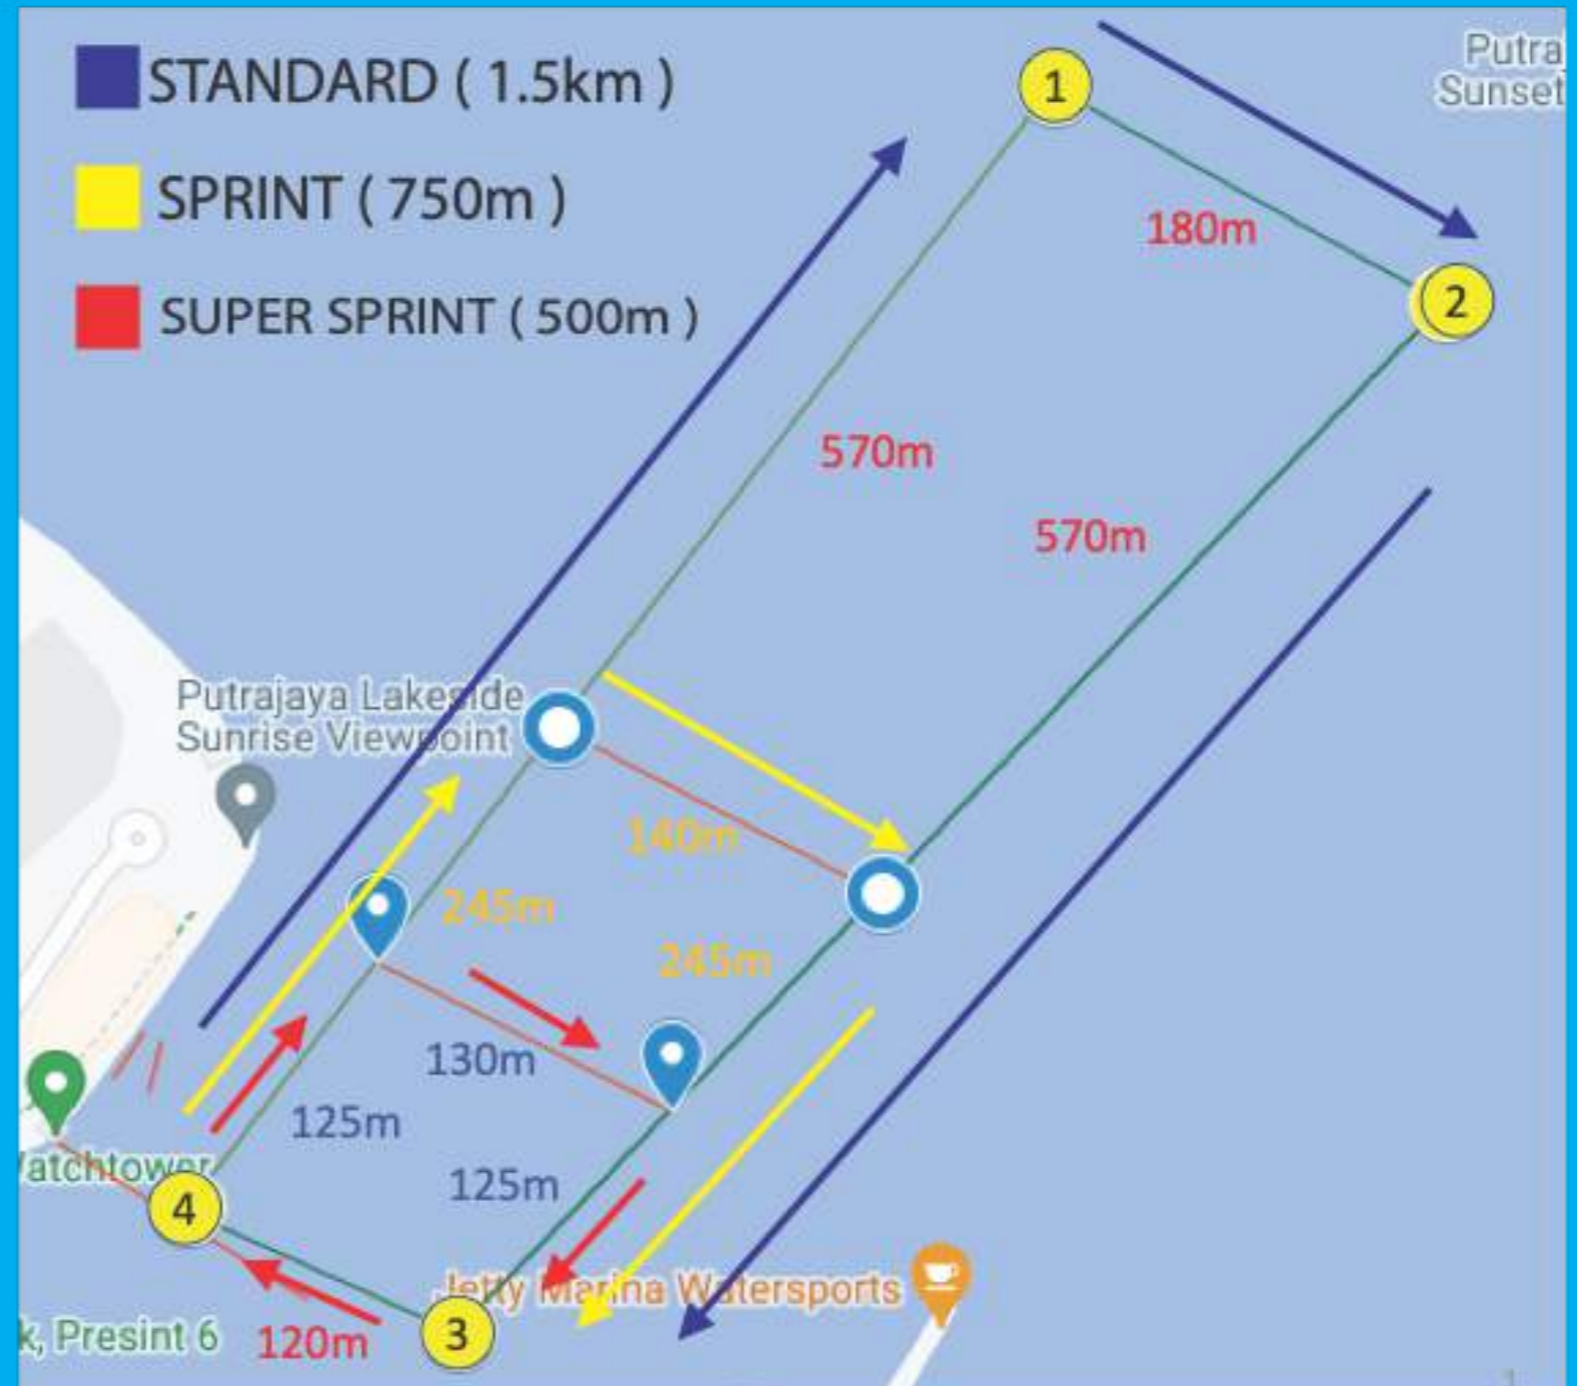 STANDARD ( 1.5km )
SPRINT ( 750m )
SUPER SPRINT ( 500m )
Putra
Sunset
1
180m
2
570m
570m
Putrajaya Lakeside
Sunrise Viewpoint
140m
245m
245m
130m
125m
125m
atchtower
4
Jetty Marina Watersports
3
k, Presint 6
120m